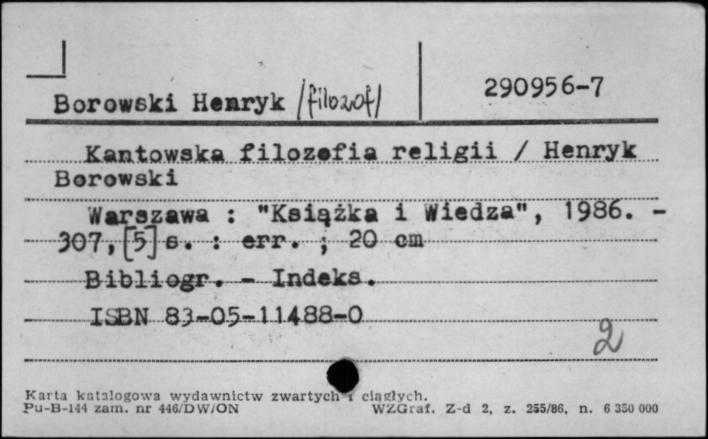 Borowski Henryk /filozof/
290956-7
Kantowska filozofia religii / Henryk
Borowski
Warszawa : "Książka i Wiedza", 1986. -
307,[5] s. : err. ; 20 cm
Bibliogr. - Indeks.
ISBN 83-05-11488-0
2
Karta katalogowa wydawnictw zwartych i ciągłych.
Pu-B-144 zam. nr 446/DW/ON
WZGraf. Z-d 2, z. 255/86, n. 6 350 000